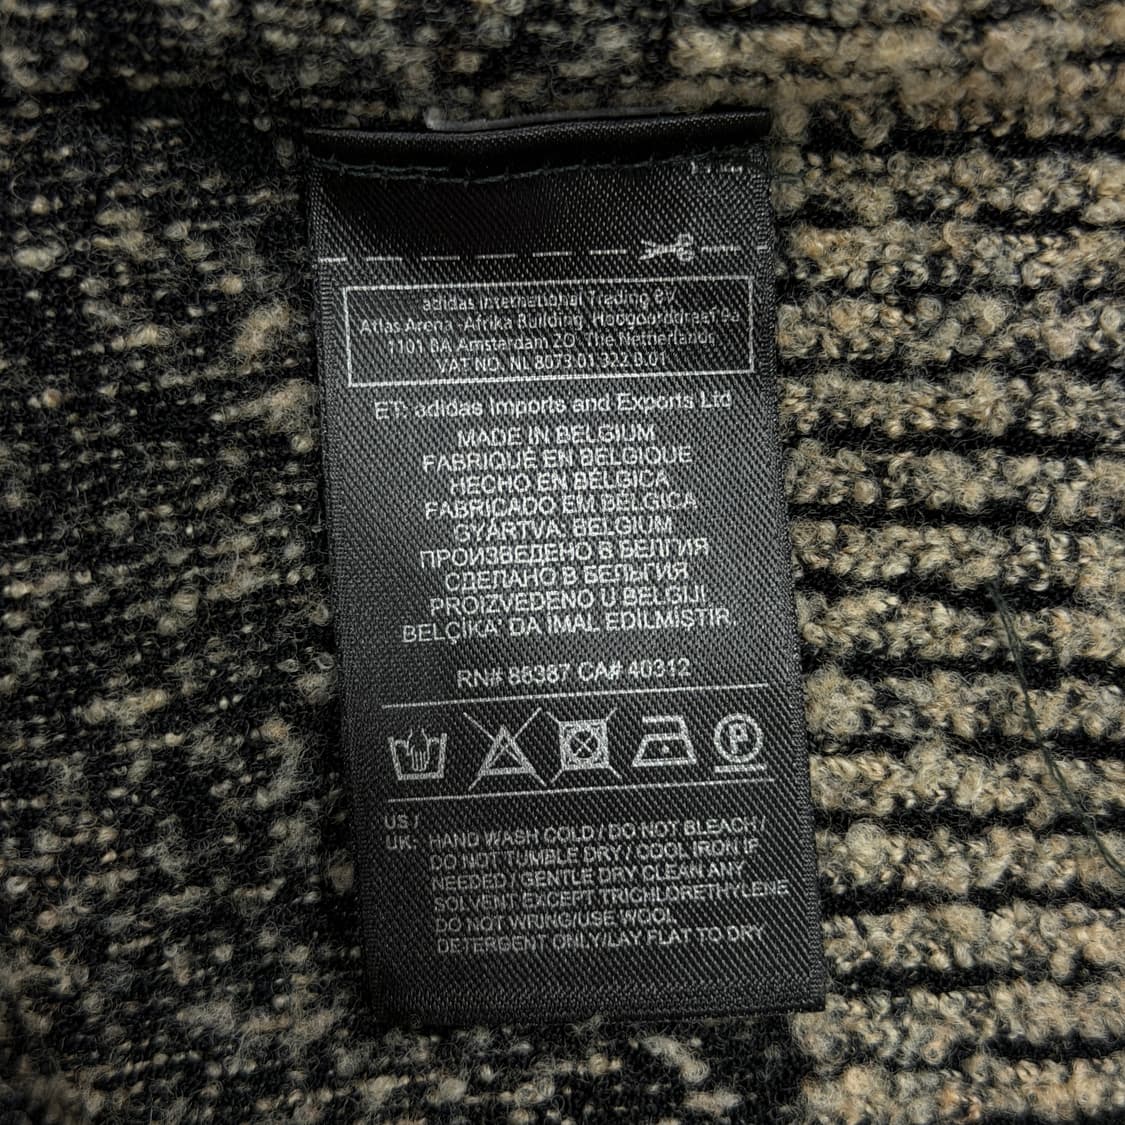 adidas International Trading BV
Atlas Arena -Afrika Building, Hoogoorddreef 9a
1101 BA Amsterdam ZO, The Netherlands
VAT NO. NL 8073.01.322.B.01
ET: adidas Imports and Exports Ltd
MADE IN BELGIUM
FABRIQUÉ EN BELGIQUE
HECHO EN BÉLGICA
FABRICADO EM BÉLGICA
GYÁRTVA: BELGIUM
ПРОИЗВЕДЕНО В БЕЛГИЯ
СДЕЛАНО В БЕЛЬГИЯ
PROIZVEDENO U BELGIJI
BELÇİKA' DA İMAL EDİLMİŞTİR.
RN# 88387 CA# 40312
P
US /
UK: HAND WASH COLD / DO NOT BLEACH /
DO NOT TUMBLE DRY / COOL IRON IF
NEEDED / GENTLE DRY CLEAN ANY
SOLVENT EXCEPT TRICHLORETHYLENE
DO NOT WRING/USE WOOL
DETERGENT ONLY/LAY FLAT TO DRY